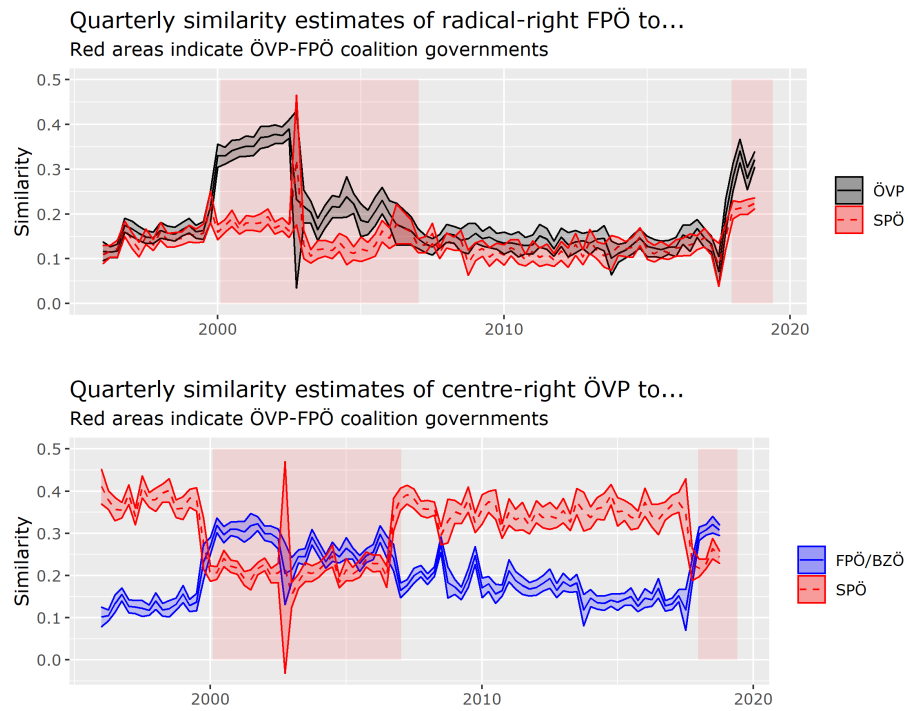 Quarterly similarity estimates of radical-right FPÖ to...
Red areas indicate ÖVP-FPÖ coalition governments
0.5
0.4
0.3
0.2
0.1
0.0
Similarity
2000
2010
2020
ÖVP
SPÖ
Quarterly similarity estimates of centre-right ÖVP to...
Red areas indicate ÖVP-FPÖ coalition governments
0.5
0.4
0.3
0.2
0.1
0.0
Similarity
2000
2010
2020
FPÖ/BZÖ
SPÖ